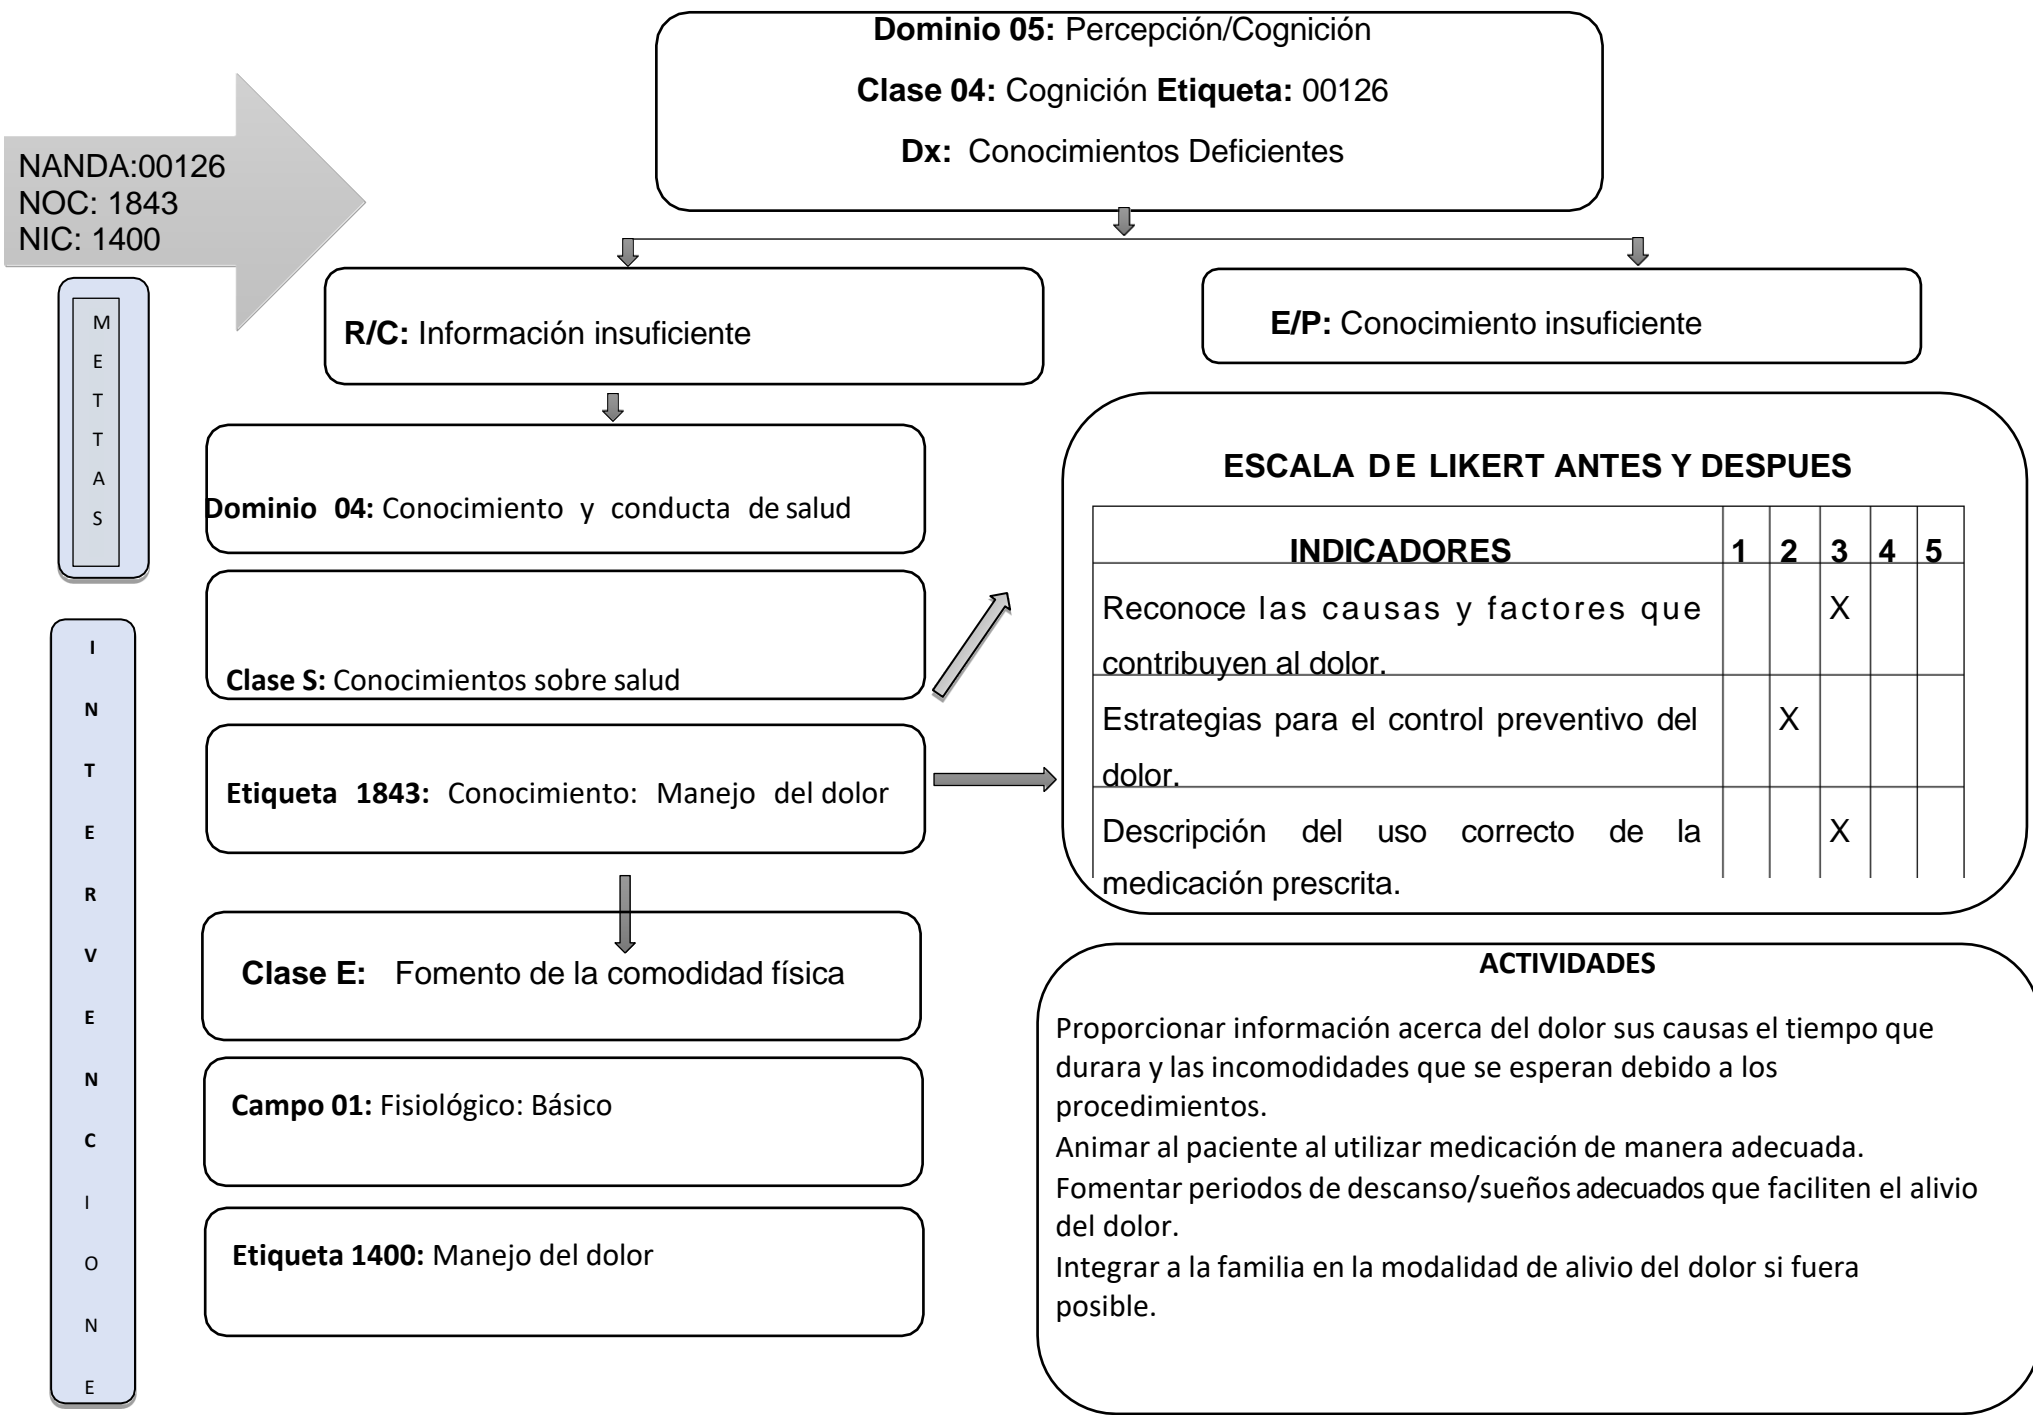 Dominio 05: Percepción/Cognición
Clase 04: Cognición Etiqueta: 00126
Dx: Conocimientos Deficientes
NANDA:00126
NOC: 1843
NIC: 1400
R/C: Información insuficiente
E/P: Conocimiento insuficiente
M
E
T
T
A
S
Dominio 04: Conocimiento y conducta de salud
Clase S: Conocimientos sobre salud
Etiqueta 1843: Conocimiento: Manejo del dolor
ESCALA DE LIKERT ANTES Y DESPUES
INDICADORES 1 2 3 4 5
Reconoce las causas y factores que X
contribuyen al dolor.
Estrategias para el control preventivo del X
dolor.
Descripción del uso correcto de la X
medicación prescrita.
I
N
T
E
R
V
E
N
C
I
O
N
E
Clase E: Fomento de la comodidad física
Campo 01: Fisiológico: Básico
Etiqueta 1400: Manejo del dolor
ACTIVIDADES
Proporcionar información acerca del dolor sus causas el tiempo que
durara y las incomodidades que se esperan debido a los
procedimientos.
Animar al paciente al utilizar medicación de manera adecuada.
Fomentar periodos de descanso/sueños adecuados que faciliten el alivio
del dolor.
Integrar a la familia en la modalidad de alivio del dolor si fuera
posible.